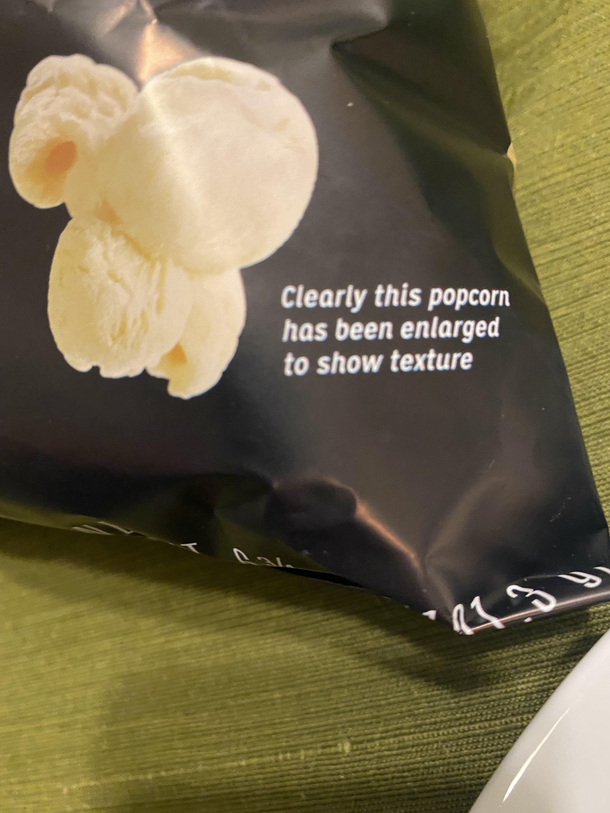 Clearly this popcorn
has been enlarged
to show texture